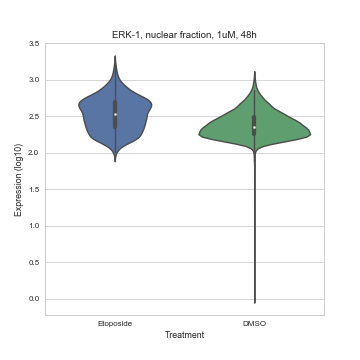 ERK-1, nuclear fraction, 1uM, 48h
3.5
3.0
2.5
2.0
1.5
1.0
0.5
0.0
Expression (log10)
Etoposide
DMSO
Treatment